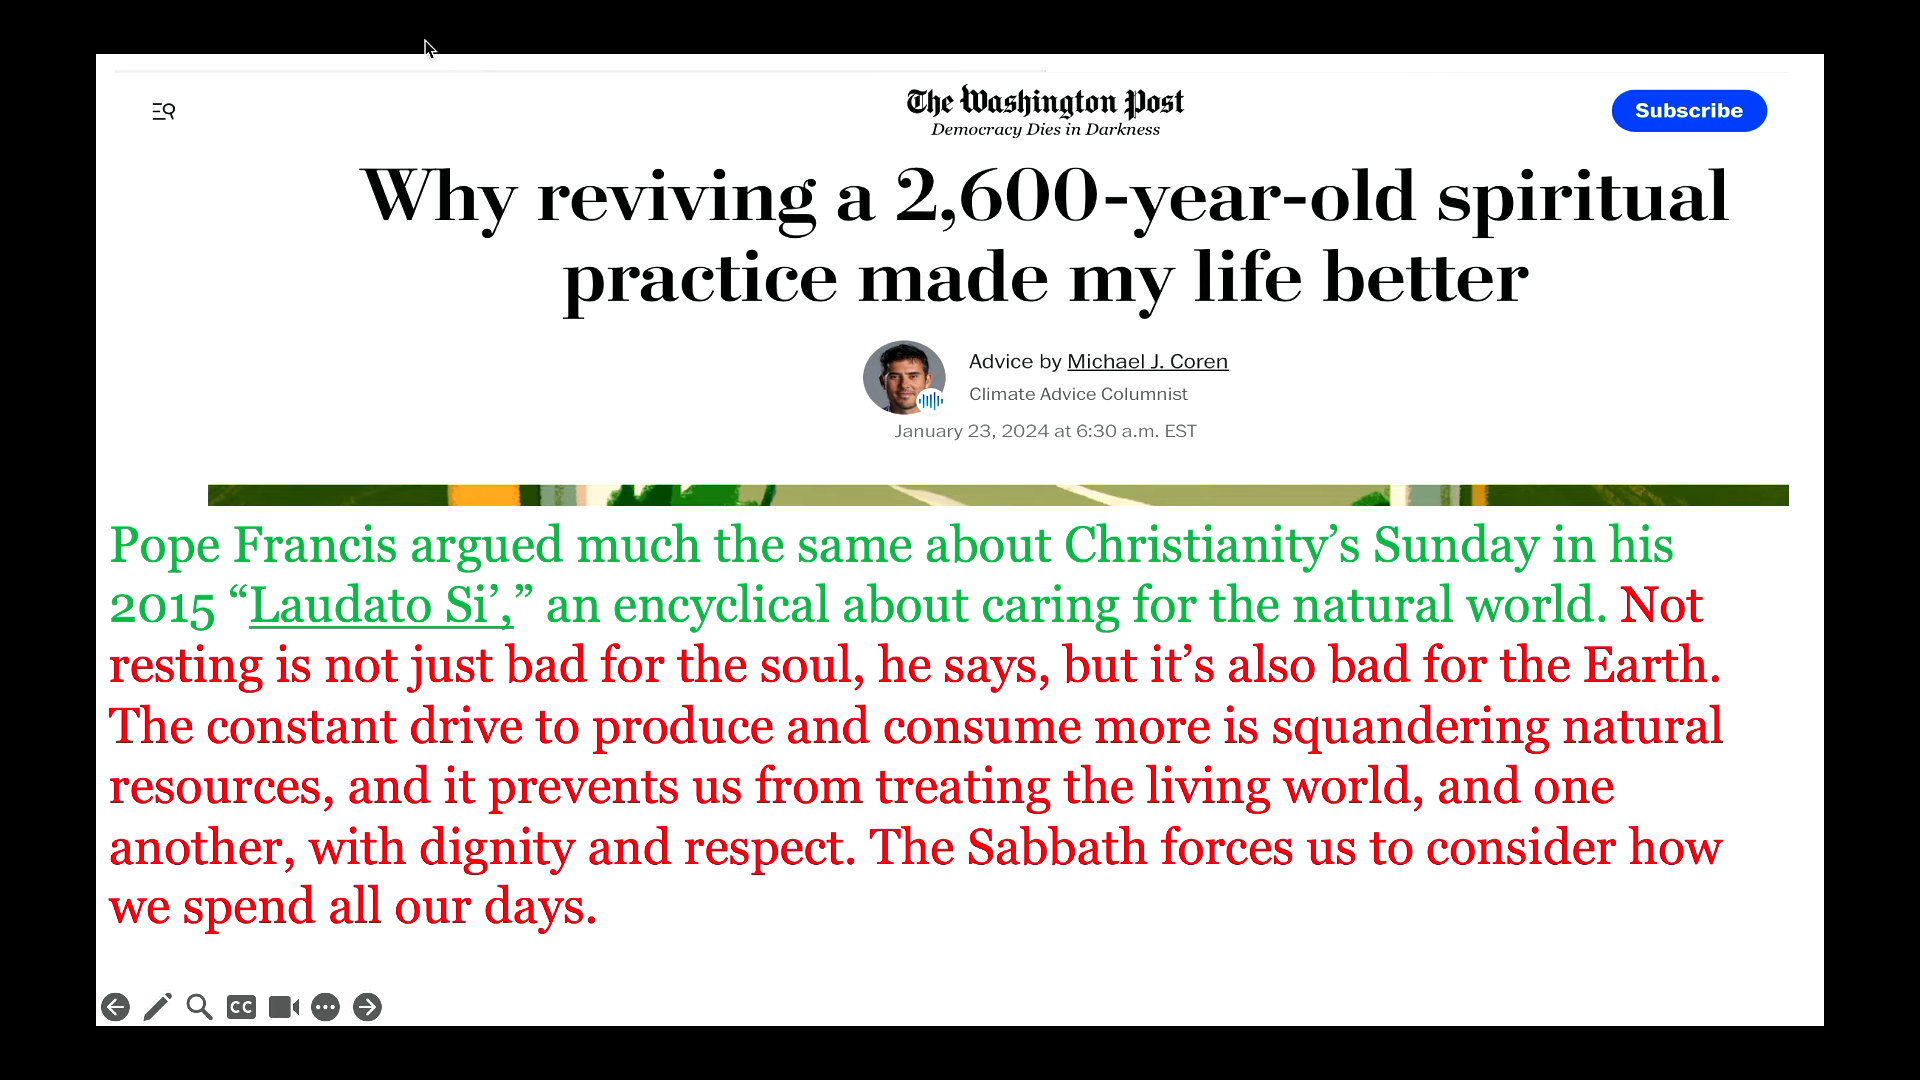 The Washington Post
Democracy Dies in Darkness
Subscribe
Why reviving a 2,600-year-old spiritual
practice made my life better
Advice by Michael J. Coren
Climate Advice Columnist
January 23, 2024 at 6:30 a.m. EST
Pope Francis argued much the same about Christianity’s Sunday in his
2015 “Laudato Si’,” an encyclical about caring for the natural world. Not
resting is not just bad for the soul, he says, but it’s also bad for the Earth.
The constant drive to produce and consume more is squandering natural
resources, and it prevents us from treating the living world, and one
another, with dignity and respect. The Sabbath forces us to consider how
we spend all our days.
CC